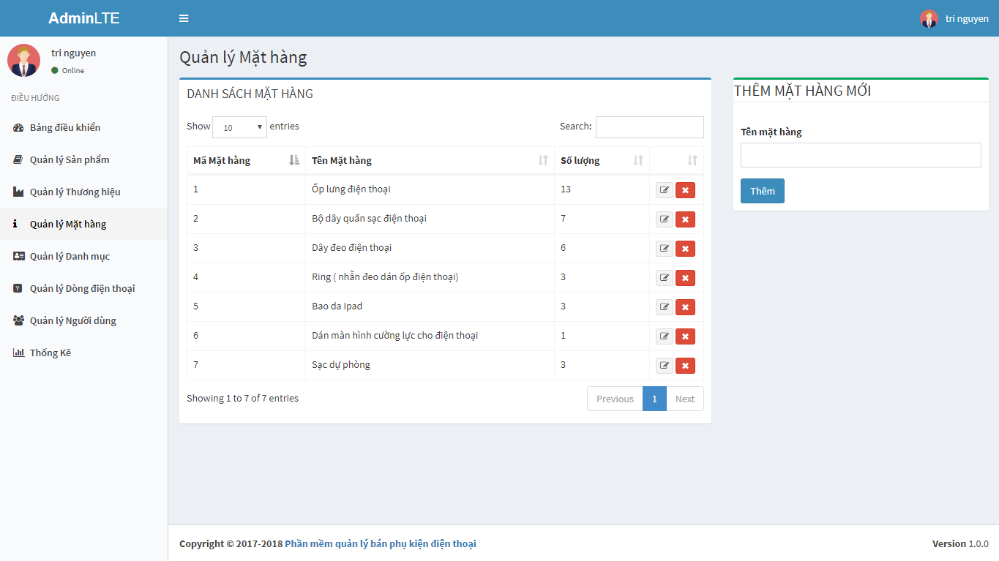 AdminLTE
tri nguyen
tri nguyen
Online
ĐIỀU HƯỚNG
Bảng điều khiển
Quản lý Sản phẩm
Quản lý Thương hiệu
Quản lý Mặt hàng
Quản lý Danh mục
Quản lý Dòng điện thoại
Quản lý Người dùng
Thống Kê
Quản lý Mặt hàng
DANH SÁCH MẶT HÀNG
Show 10 entries
Search:
Mã Mặt hàng Tên Mặt hàng Số lượng
1 Ốp lưng điện thoại 13
2 Bộ dây quấn sạc điện thoại 7
3 Dây đeo điện thoại 6
4 Ring ( nhẫn đeo dán ốp điện thoại) 3
5 Bao da Ipad 3
6 Dán màn hình cường lực cho điện thoại 1
7 Sạc dự phòng 3
Showing 1 to 7 of 7 entries
Previous 1 Next
THÊM MẶT HÀNG MỚI
Tên mặt hàng
Thêm
Copyright © 2017-2018 Phần mềm quản lý bán phụ kiện điện thoại
Version 1.0.0